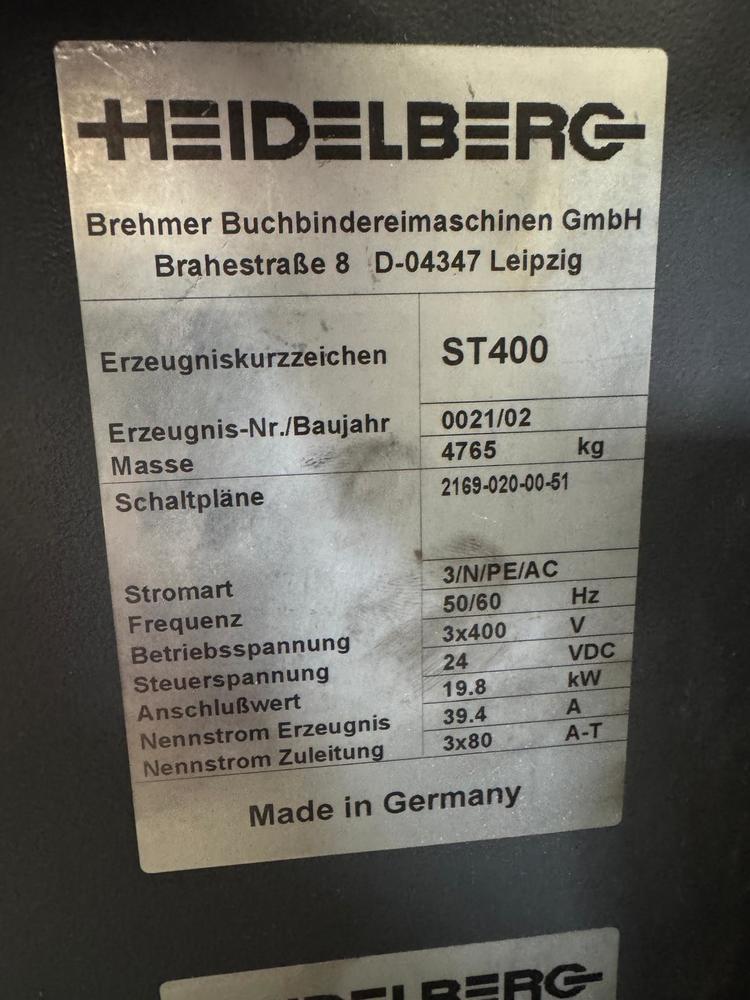 HEIDELBERG
Brehmer Buchbindereimaschinen GmbH
Brahestraße 8 D-04347 Leipzig
Erzeugniskurzzeichen ST400
Erzeugnis-Nr./Baujahr 0021/02
Masse 4765 kg
Schaltpläne 2169-020-00-51
Stromart 3/N/PE/AC
Frequenz 50/60 Hz
Betriebsspannung 3x400 V
Steuerspannung 24 VDC
Anschlußwert 19.8 kW
Nennstrom Erzeugnis 39.4 A
Nennstrom Zuleitung 3x80 A-T
Made in Germany
HEIDELBERG